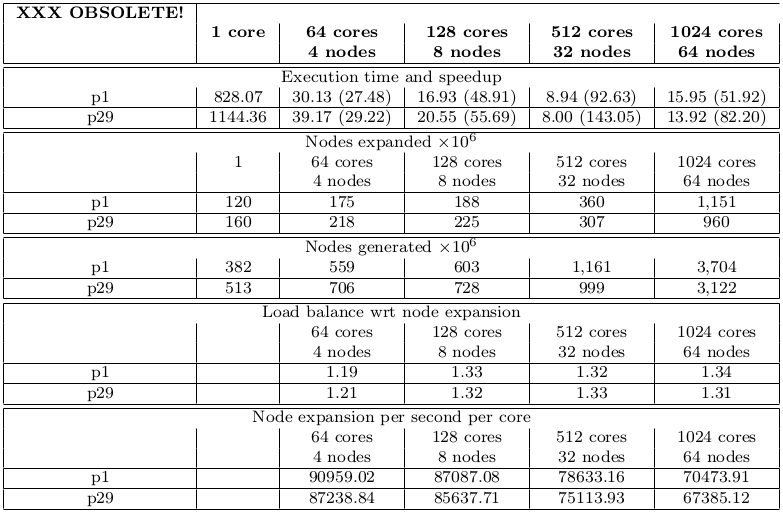 XXX OBSOLETE!
1 core 64 cores 128 cores 512 cores 1024 cores
4 nodes 8 nodes 32 nodes 64 nodes
Execution time and speedup
p1 828.07 30.13 (27.48) 16.93 (48.91) 8.94 (92.63) 15.95 (51.92)
p29 1144.36 39.17 (29.22) 20.55 (55.69) 8.00 (143.05) 13.92 (82.20)
Nodes expanded ×10⁶
1 64 cores 128 cores 512 cores 1024 cores
4 nodes 8 nodes 32 nodes 64 nodes
p1 120 175 188 360 1,151
p29 160 218 225 307 960
Nodes generated ×10⁶
p1 382 559 603 1,161 3,704
p29 513 706 728 999 3,122
Load balance wrt node expansion
64 cores 128 cores 512 cores 1024 cores
4 nodes 8 nodes 32 nodes 64 nodes
p1 1.19 1.33 1.32 1.34
p29 1.21 1.32 1.33 1.31
Node expansion per second per core
64 cores 128 cores 512 cores 1024 cores
4 nodes 8 nodes 32 nodes 64 nodes
p1 90959.02 87087.08 78633.16 70473.91
p29 87238.84 85637.71 75113.93 67385.12